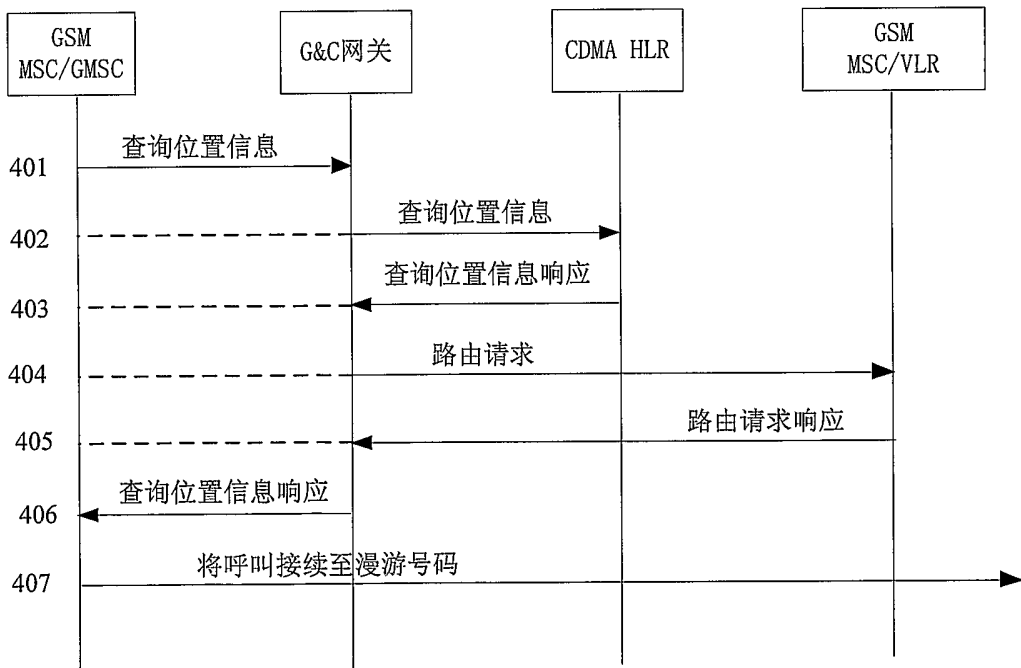 GSM
MSC/GMSC
G&C网关
CDMA HLR
GSM
MSC/VLR
401
查询位置信息
402
查询位置信息
403
查询位置信息响应
404
路由请求
405
路由请求响应
406
查询位置信息响应
407
将呼叫接续至漫游号码